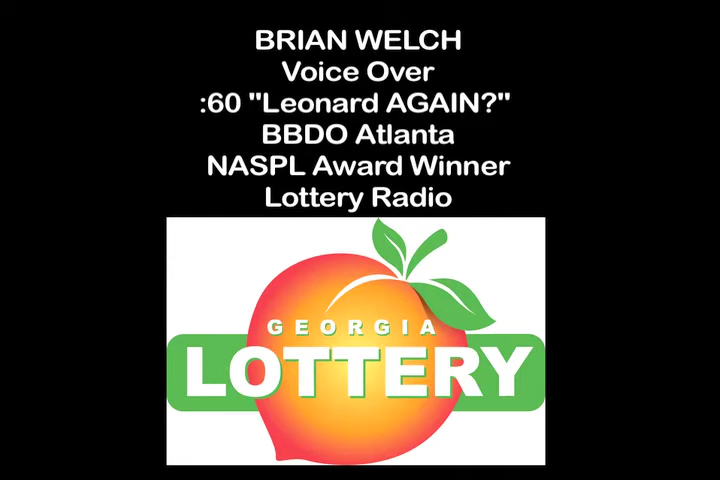 BRIAN WELCH
Voice Over
:60 "Leonard AGAIN?"
BBDO Atlanta
NASPL Award Winner
Lottery Radio
GEORGIA
LOTTERY